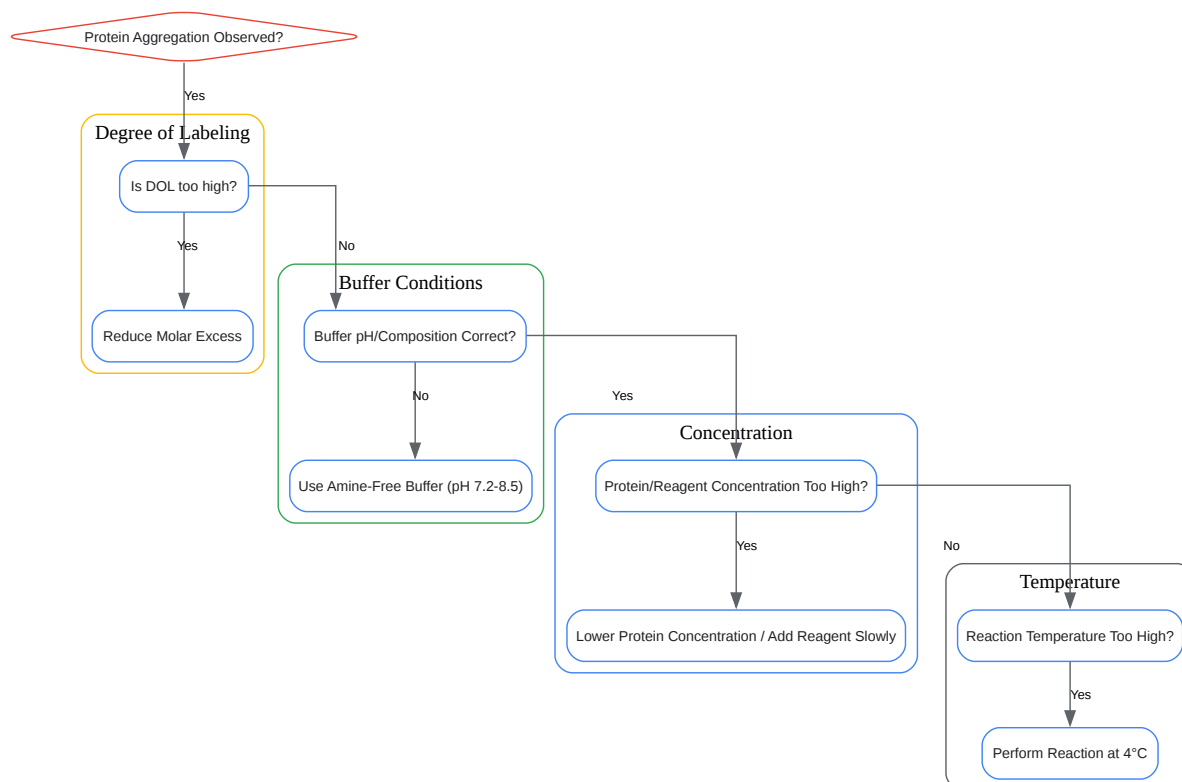 Protein Aggregation Observed?
Yes
Degree of Labeling
Is DOL too high?
Yes
No
Reduce Molar Excess
Buffer Conditions
Buffer pH/Composition Correct?
No
Yes
Use Amine-Free Buffer (pH 7.2-8.5)
Concentration
Protein/Reagent Concentration Too High?
Yes
No
Lower Protein Concentration / Add Reagent Slowly
Temperature
Reaction Temperature Too High?
Yes
Perform Reaction at 4°C